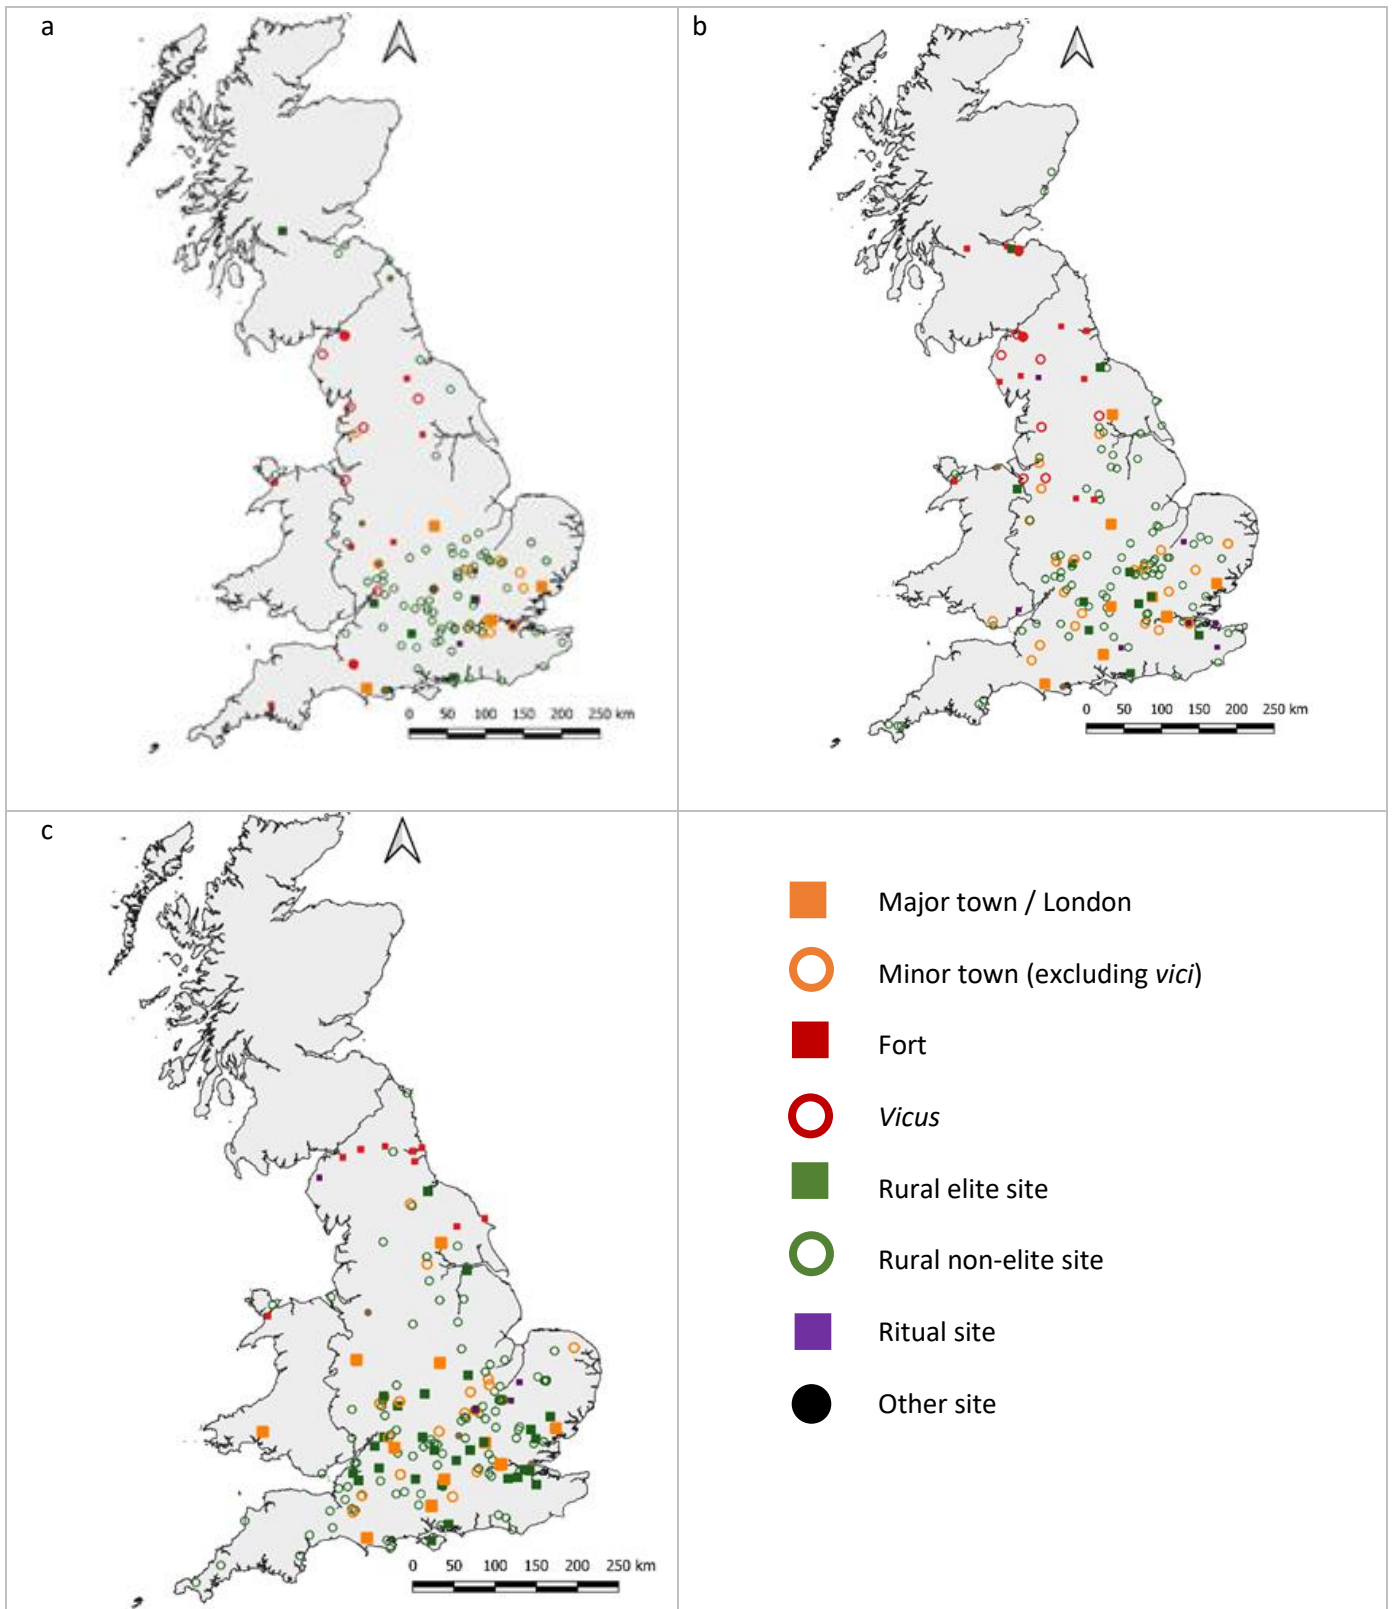 a
b
0 50 100 150 200 250 km
0 50 100 150 200 250 km
c
Major town / London
Minor town (excluding vici)
Fort
Vicus
Rural elite site
Rural non-elite site
Ritual site
Other site
0 50 100 150 200 250 km